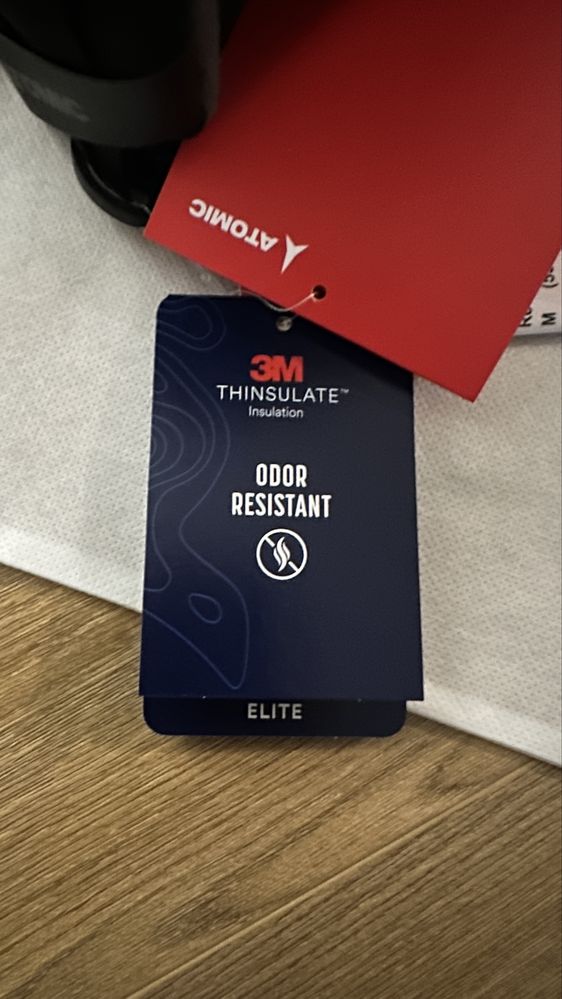 ATOMIC
3M
THINSULATE™
Insulation
ODOR
RESISTANT
ELITE
M